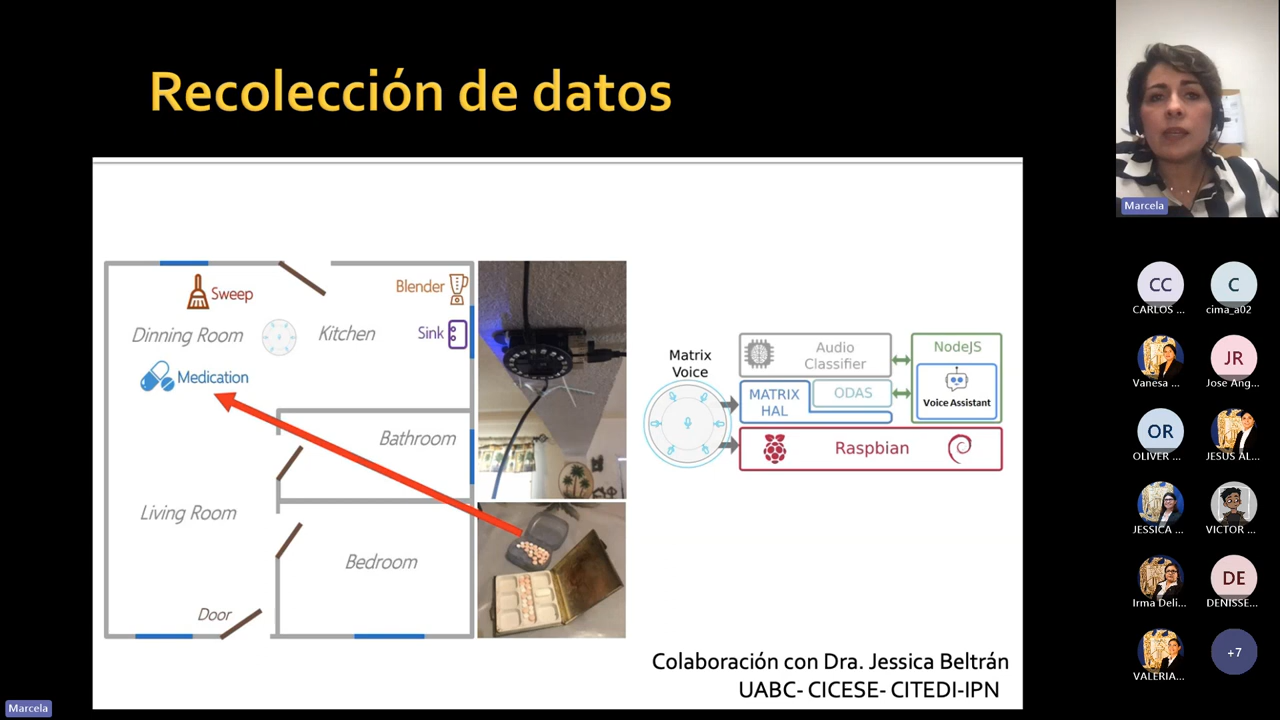 Recolección de datos
Sweep
Blender
Dinning Room
Kitchen
Sink
Medication
Bathroom
Living Room
Bedroom
Door
Matrix
Voice
Audio
Classifier
NodeJS
MATRIX
HAL
ODAS
Voice Assistant
Raspbian
Colaboración con Dra. Jessica Beltrán
UABC- CICESE- CITEDI-IPN
Marcela
CC
C
CARLOS ...
cima_a02
JR
Vanesa ...
Jose Ang...
OR
OLIVER ...
JESUS AL...
JESSICA ...
VICTOR ...
DE
Irma Deli...
DENISSE...
+7
VALERIA...
Marcela